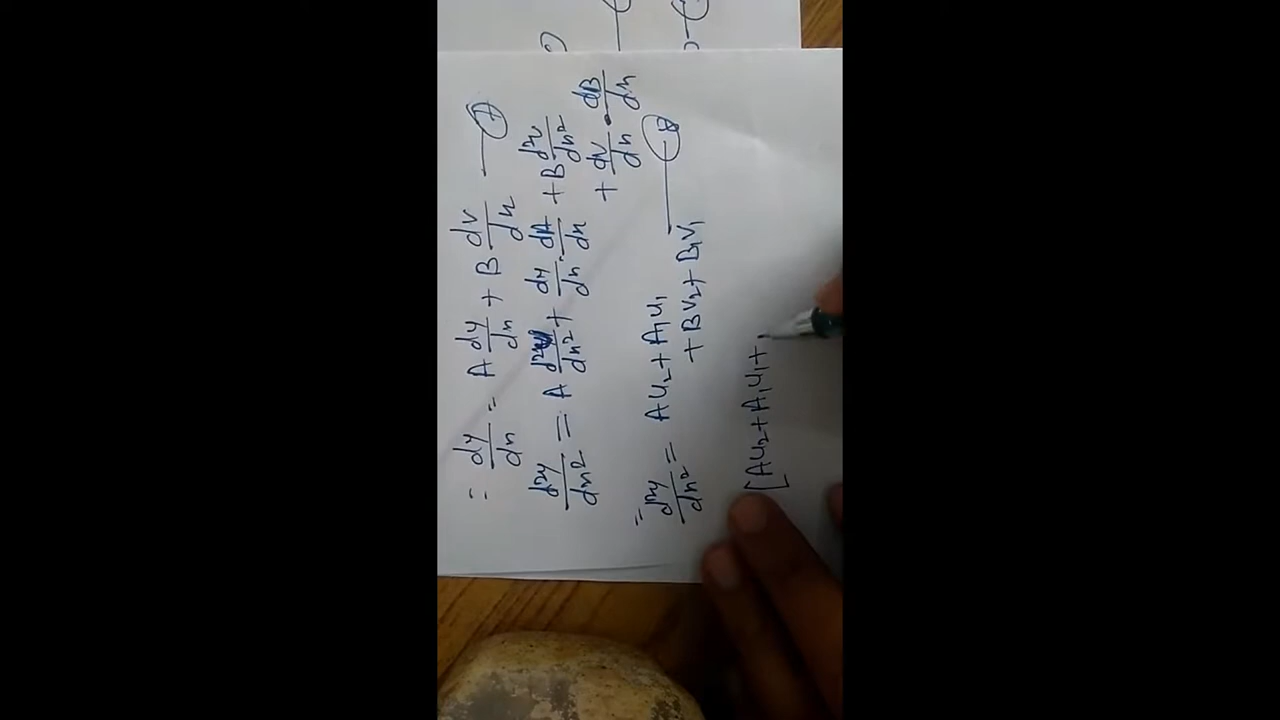 = dy/dx = A dy/dx + B dv/dx — 7
d²y/dx² = A d²u/dx² + dy/dx . dA/dx + B d²v/dx²
+ dv/dx . dB/dx
= d²y/dx² = Au₂ + A₁u₁
+ Bv₂ + B₁v₁ — 8
[Au₂ + A₁u₁ +